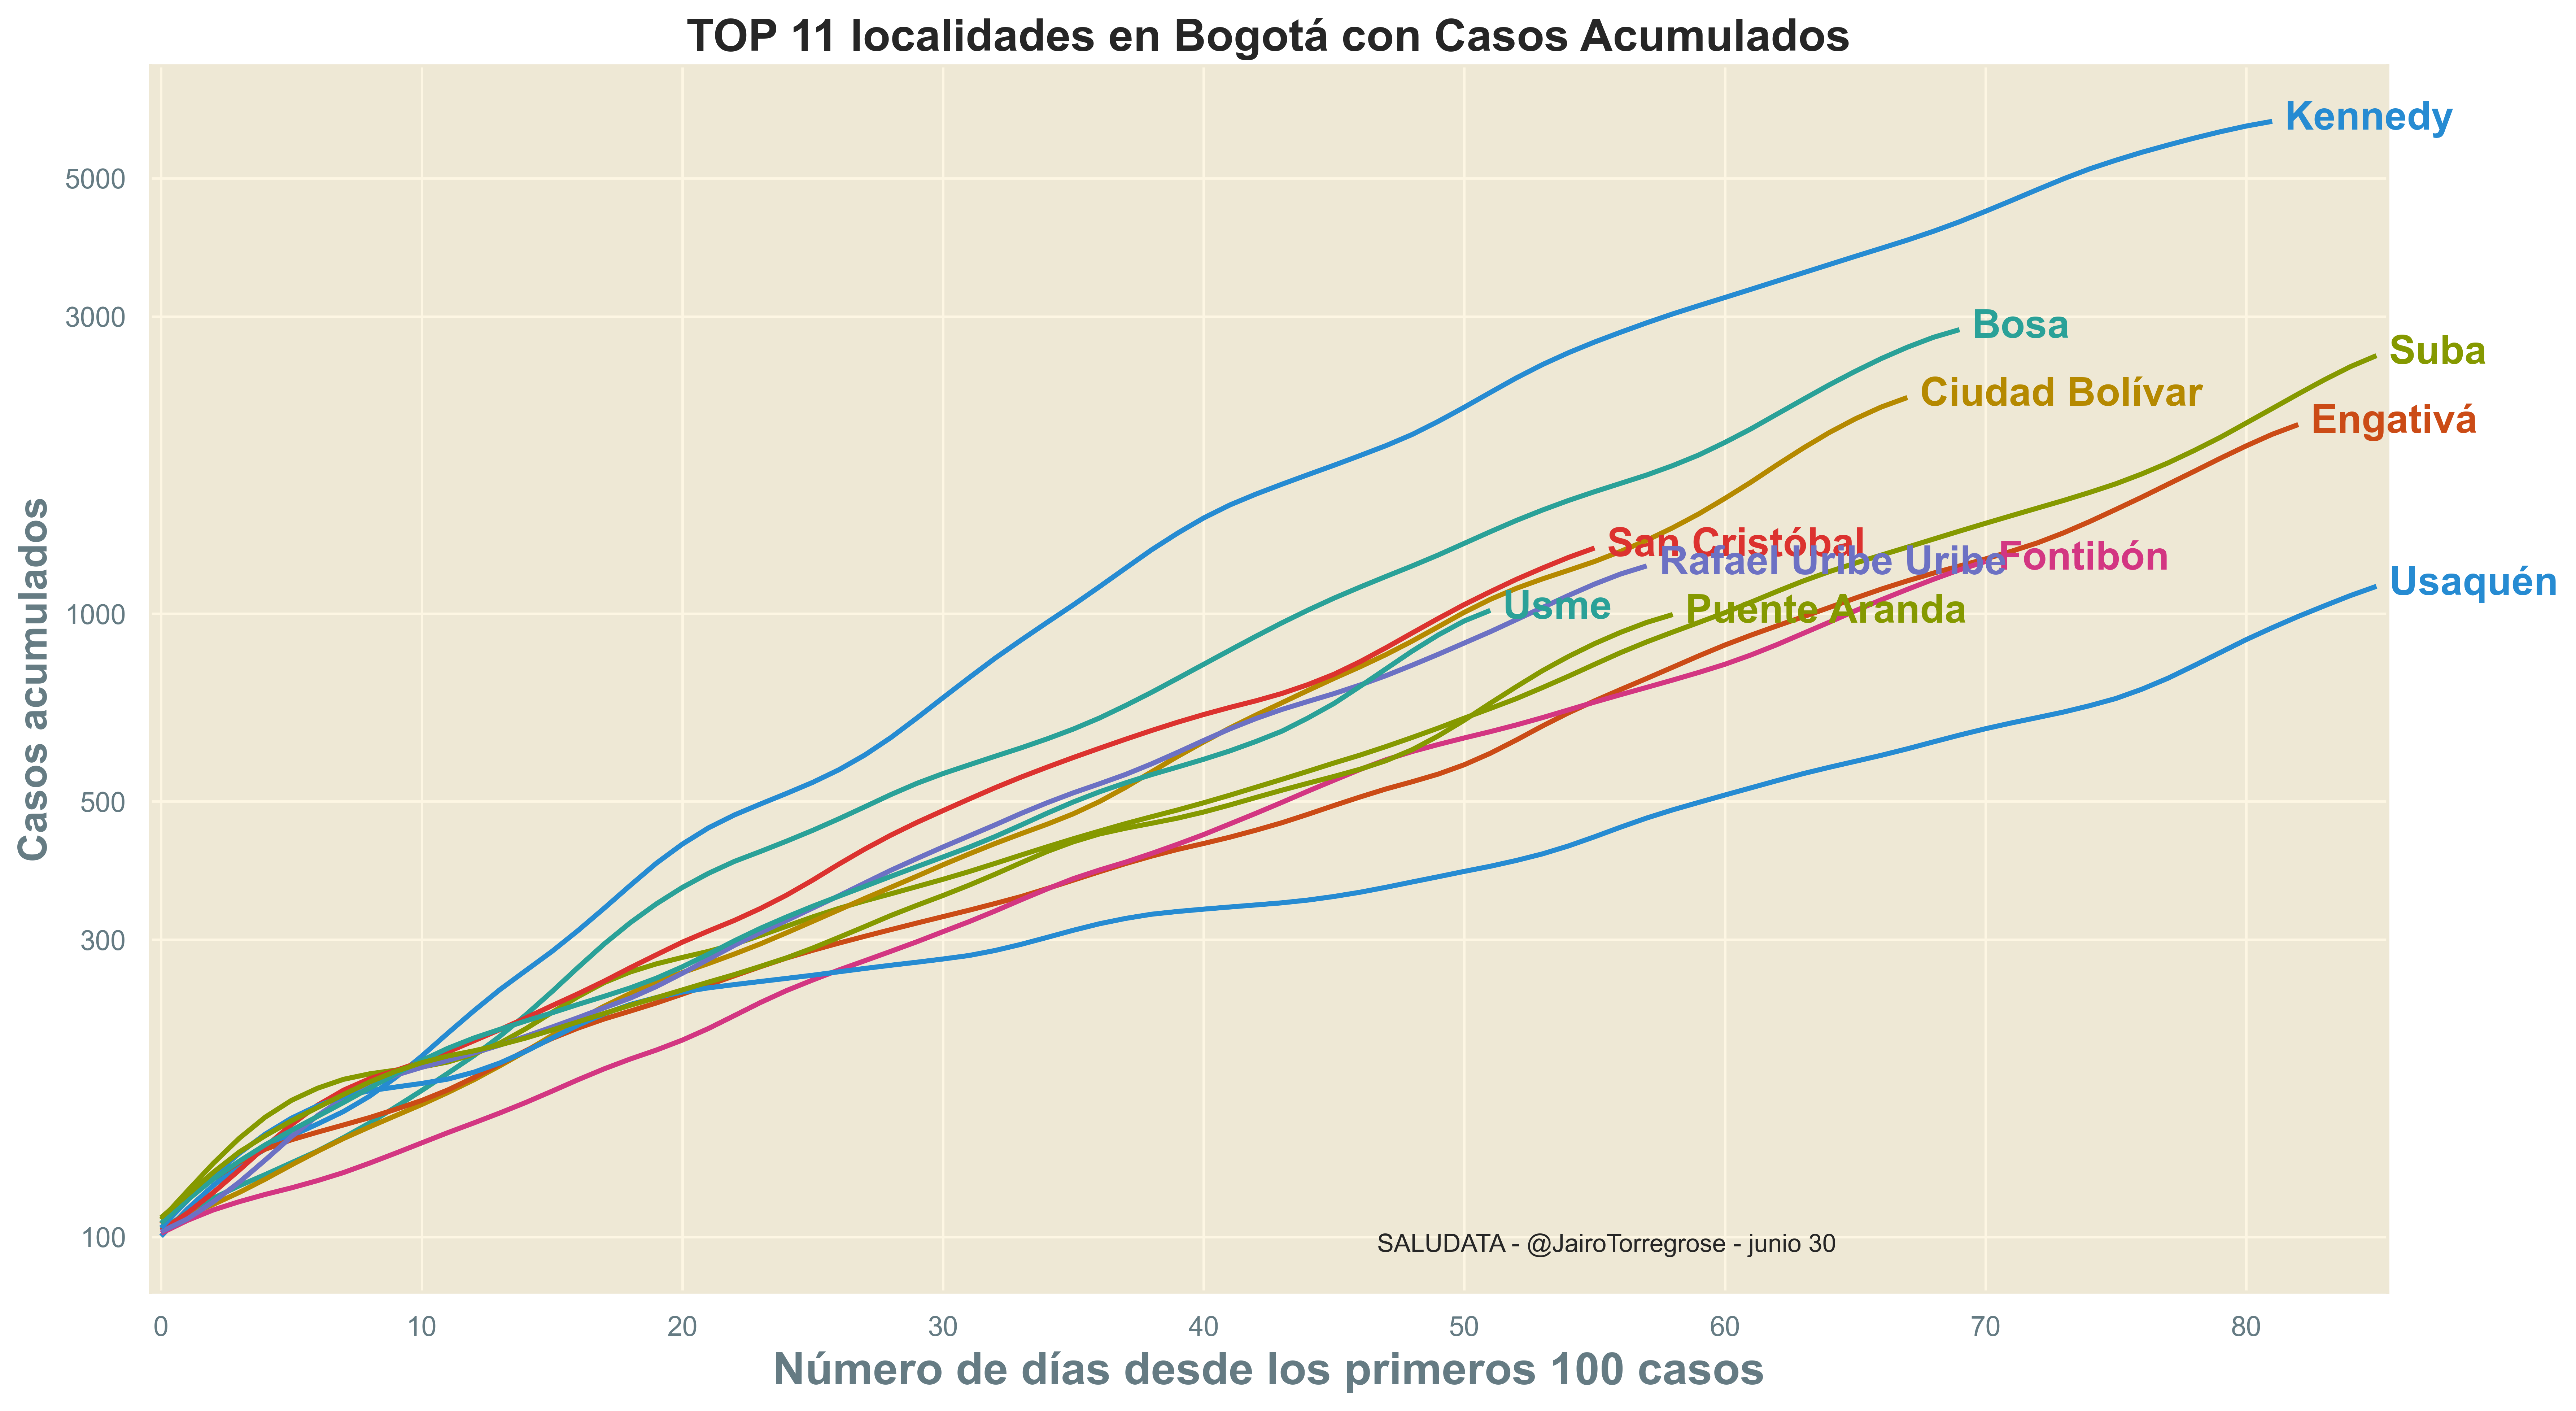 TOP 11 localidades en Bogotá con Casos Acumulados
Kennedy
5000
3000
Bosa
Suba
Ciudad Bolívar
Engativá
San Cristóbal
Rafael Uribe Uribe
Fontibón
Usaquén
1000
Usme
Puente Aranda
Casos acumulados
500
300
100
SALUDATA - @JairoTorregrose - junio 30
0 10 20 30 40 50 60 70 80
Número de días desde los primeros 100 casos